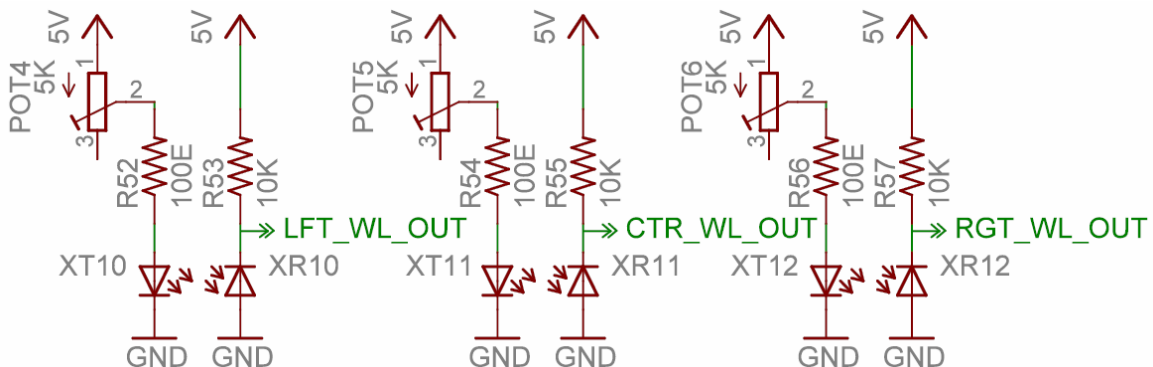 5V
5V
5V
5V
5V
5V
POT4
5K
1
2
3
POT5
5K
1
2
3
POT6
5K
1
2
3
R52
100E
R53
10K
R54
100E
R55
10K
R56
100E
R57
10K
LFT_WL_OUT
CTR_WL_OUT
RGT_WL_OUT
XT10
XR10
XT11
XR11
XT12
XR12
GND
GND
GND
GND
GND
GND